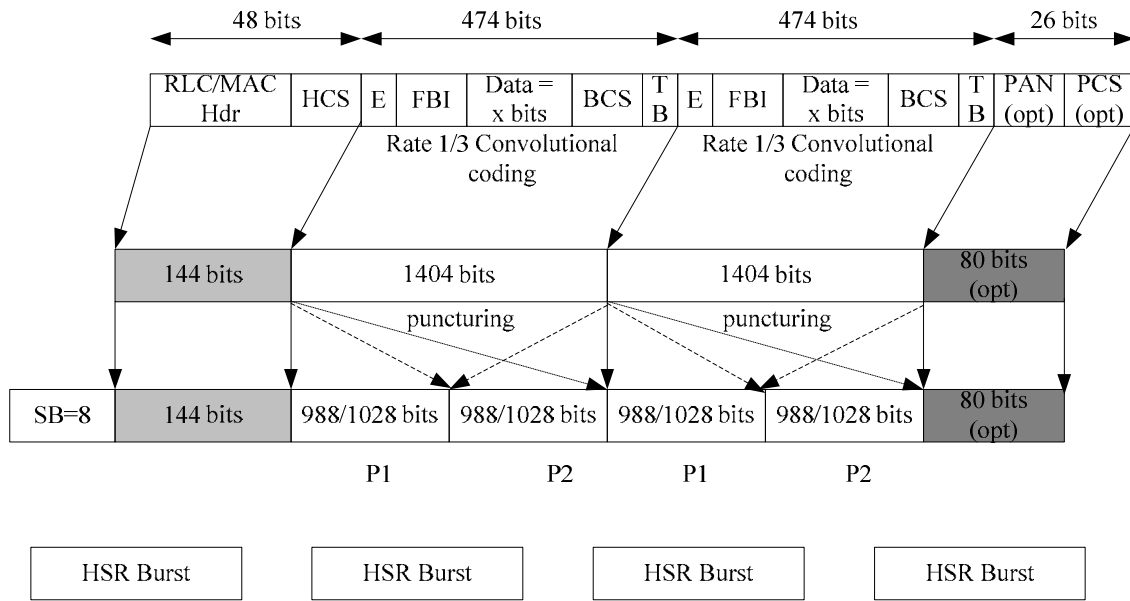 48 bits
474 bits
474 bits
26 bits
RLC/MAC
Hdr
HCS
E
FBI
Data =
x bits
BCS
T
B
E
FBI
Data =
x bits
BCS
T
B
PAN
(opt)
PCS
(opt)
Rate 1/3 Convolutional
coding
Rate 1/3 Convolutional
coding
144 bits
1404 bits
1404 bits
80 bits
(opt)
puncturing
puncturing
SB=8
144 bits
988/1028 bits
988/1028 bits
988/1028 bits
988/1028 bits
80 bits
(opt)
P1
P2
P1
P2
HSR Burst
HSR Burst
HSR Burst
HSR Burst